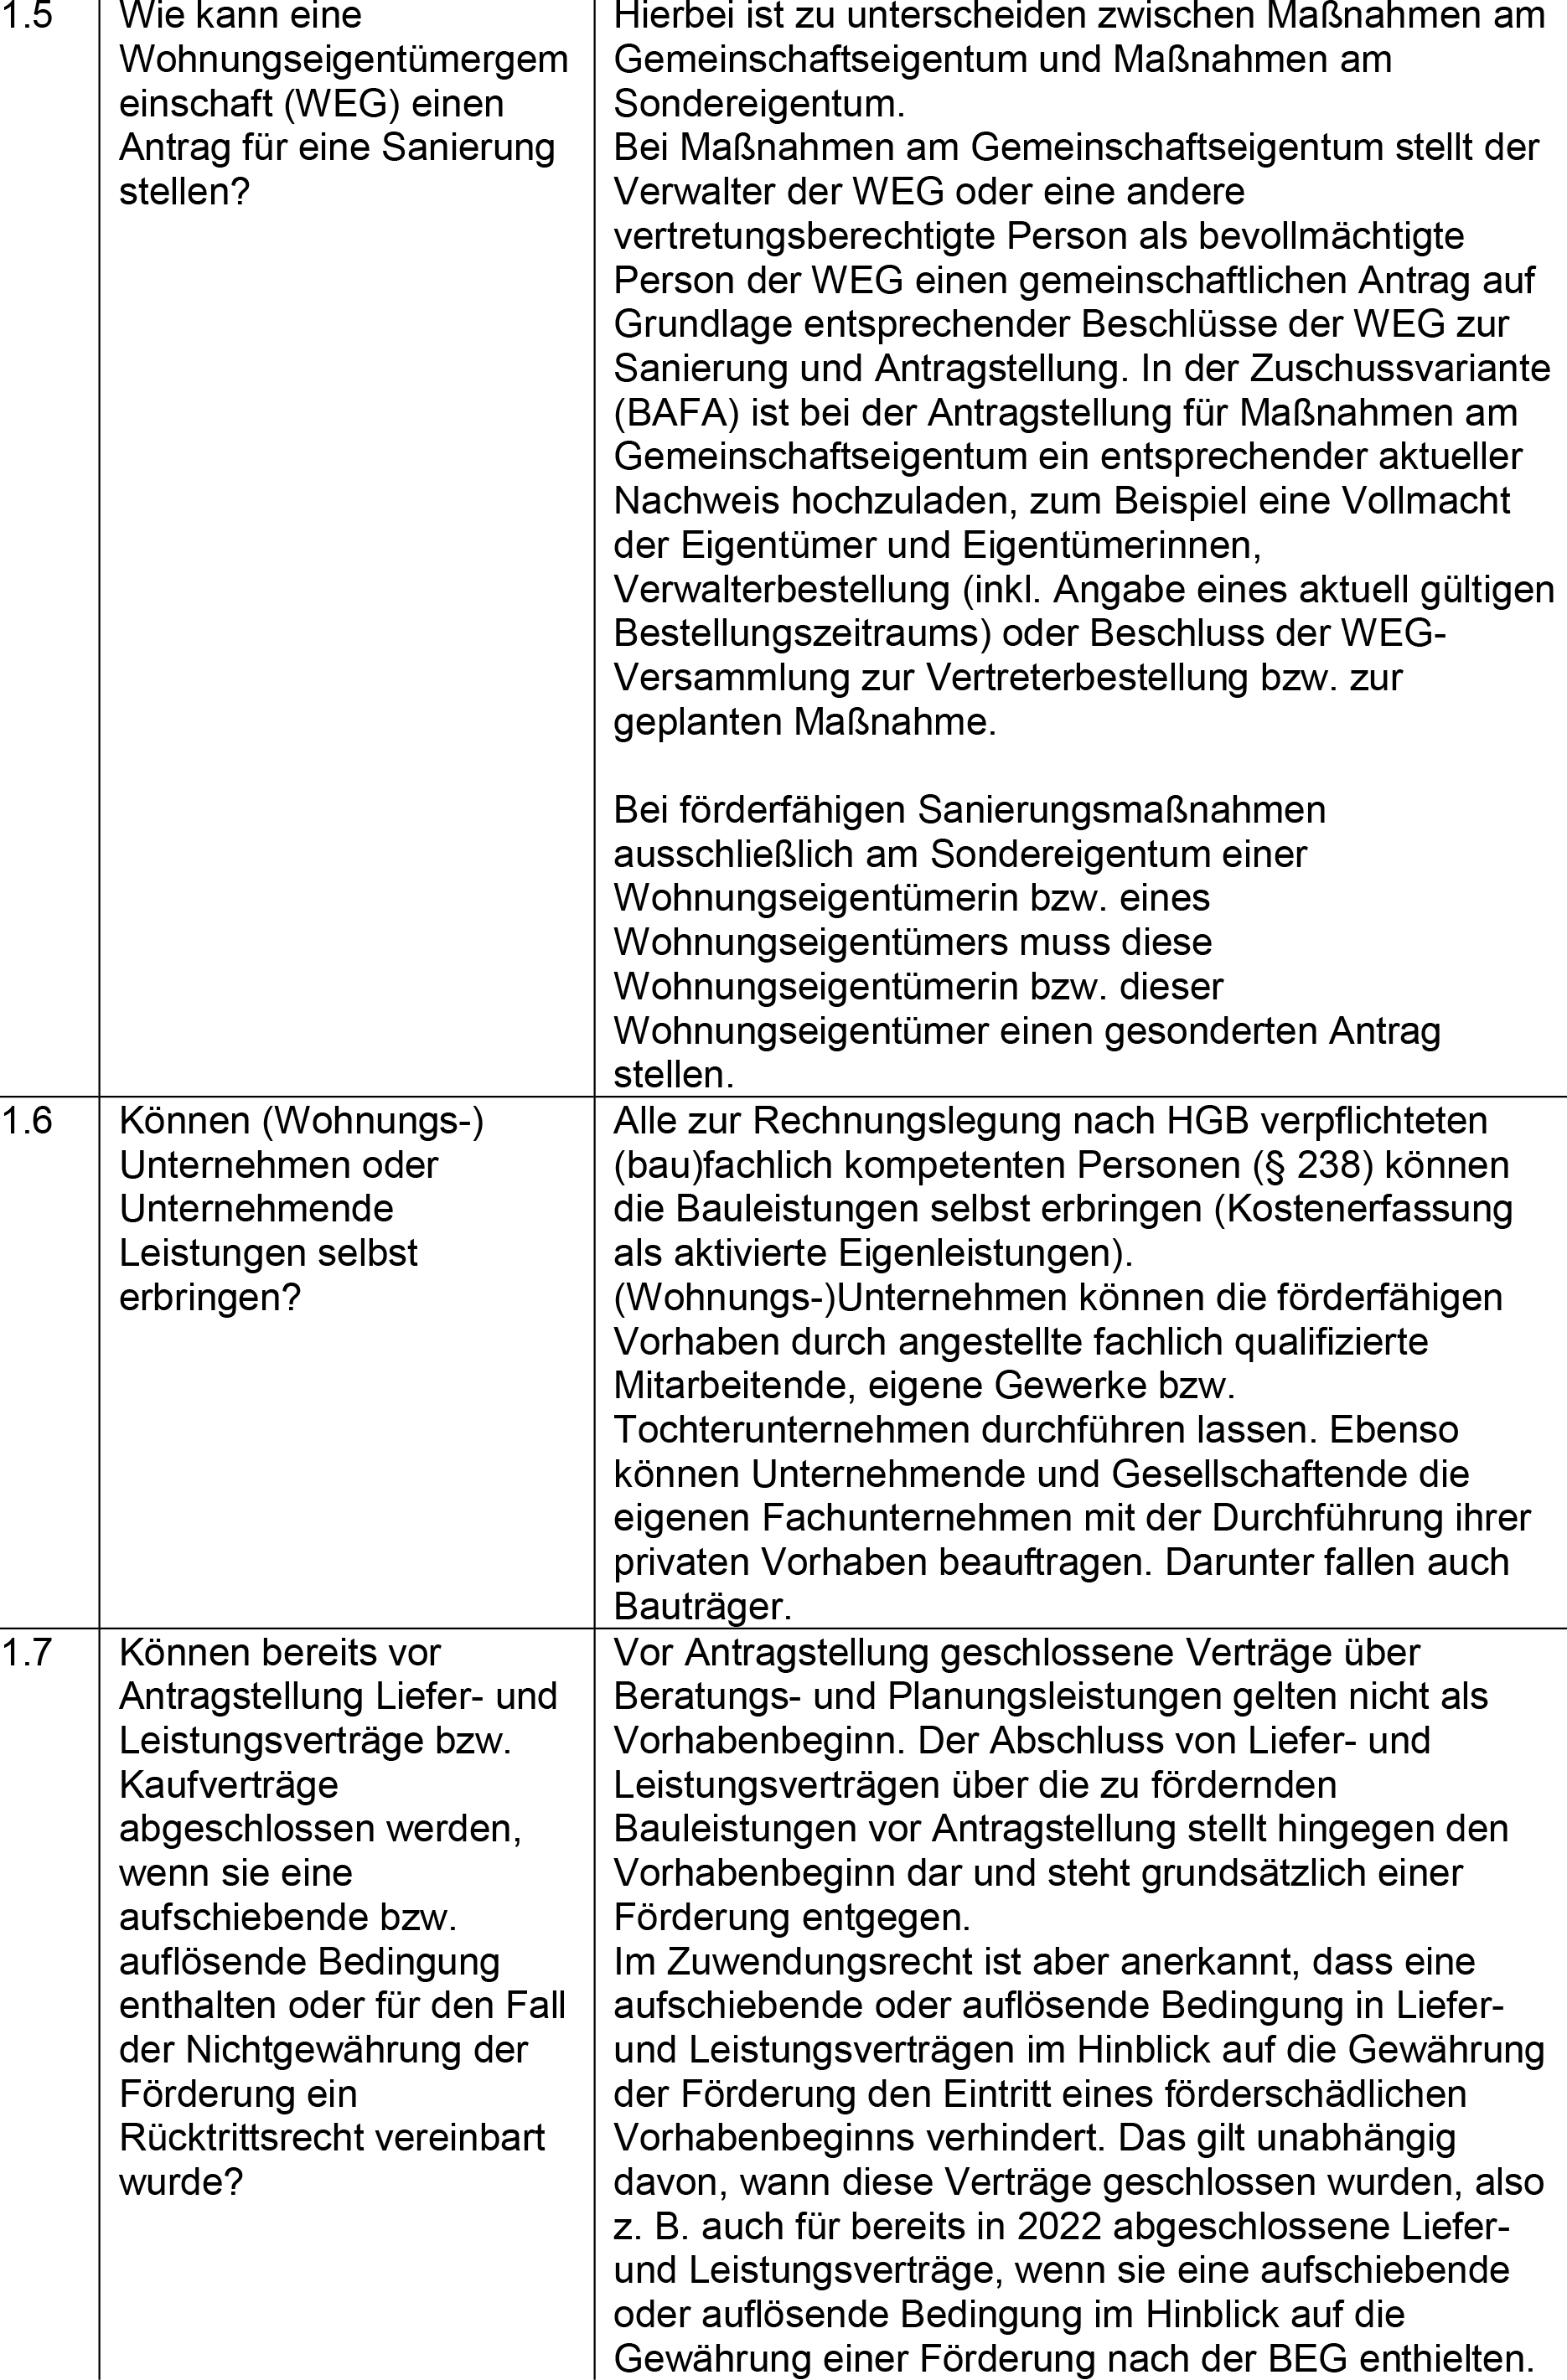 1.5
Wie kann eine
Wohnungseigentümergem
einschaft (WEG) einen
Antrag für eine Sanierung
stellen?
Hierbei ist zu unterscheiden zwischen Maßnahmen am
Gemeinschaftseigentum und Maßnahmen am
Sondereigentum.
Bei Maßnahmen am Gemeinschaftseigentum stellt der
Verwalter der WEG oder eine andere
vertretungsberechtigte Person als bevollmächtigte
Person der WEG einen gemeinschaftlichen Antrag auf
Grundlage entsprechender Beschlüsse der WEG zur
Sanierung und Antragstellung. In der Zuschussvariante
(BAFA) ist bei der Antragstellung für Maßnahmen am
Gemeinschaftseigentum ein entsprechender aktueller
Nachweis hochzuladen, zum Beispiel eine Vollmacht
der Eigentümer und Eigentümerinnen,
Verwalterbestellung (inkl. Angabe eines aktuell gültigen
Bestellungszeitraums) oder Beschluss der WEG-
Versammlung zur Vertreterbestellung bzw. zur
geplanten Maßnahme.
Bei förderfähigen Sanierungsmaßnahmen
ausschließlich am Sondereigentum einer
Wohnungseigentümerin bzw. eines
Wohnungseigentümers muss diese
Wohnungseigentümerin bzw. dieser
Wohnungseigentümer einen gesonderten Antrag
stellen.
1.6
Können (Wohnungs-)
Unternehmen oder
Unternehmende
Leistungen selbst
erbringen?
Alle zur Rechnungslegung nach HGB verpflichteten
(bau)fachlich kompetenten Personen (§ 238) können
die Bauleistungen selbst erbringen (Kostenerfassung
als aktivierte Eigenleistungen).
(Wohnungs-)Unternehmen können die förderfähigen
Vorhaben durch angestellte fachlich qualifizierte
Mitarbeitende, eigene Gewerke bzw.
Tochterunternehmen durchführen lassen. Ebenso
können Unternehmende und Gesellschaftende die
eigenen Fachunternehmen mit der Durchführung ihrer
privaten Vorhaben beauftragen. Darunter fallen auch
Bauträger.
1.7
Können bereits vor
Antragstellung Liefer- und
Leistungsverträge bzw.
Kaufverträge
abgeschlossen werden,
wenn sie eine
aufschiebende bzw.
auflösende Bedingung
enthalten oder für den Fall
der Nichtgewährung der
Förderung ein
Rücktrittsrecht vereinbart
wurde?
Vor Antragstellung geschlossene Verträge über
Beratungs- und Planungsleistungen gelten nicht als
Vorhabenbeginn. Der Abschluss von Liefer- und
Leistungsverträgen über die zu fördernden
Bauleistungen vor Antragstellung stellt hingegen den
Vorhabenbeginn dar und steht grundsätzlich einer
Förderung entgegen.
Im Zuwendungsrecht ist aber anerkannt, dass eine
aufschiebende oder auflösende Bedingung in Liefer-
und Leistungsverträgen im Hinblick auf die Gewährung
der Förderung den Eintritt eines förderschädlichen
Vorhabenbeginns verhindert. Das gilt unabhängig
davon, wann diese Verträge geschlossen wurden, also
z. B. auch für bereits in 2022 abgeschlossene Liefer-
und Leistungsverträge, wenn sie eine aufschiebende
oder auflösende Bedingung im Hinblick auf die
Gewährung einer Förderung nach der BEG enthielten.